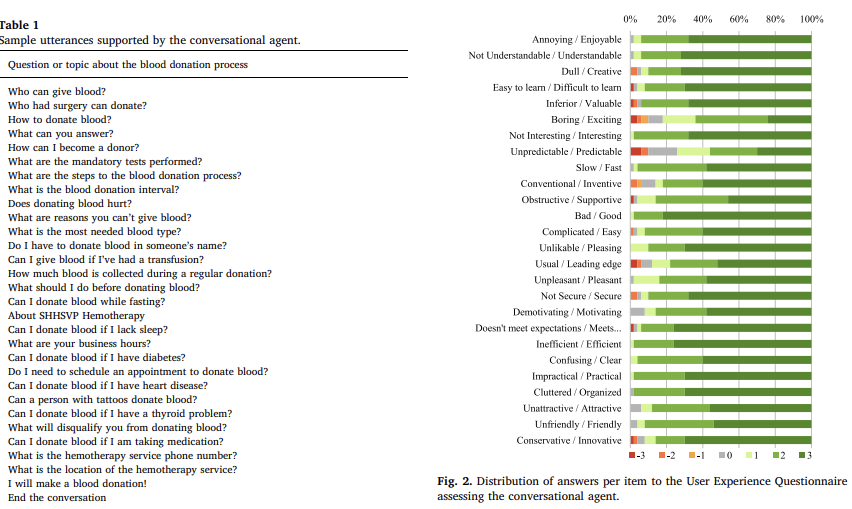 Table 1
Sample utterances supported by the conversational agent.
Question or topic about the blood donation process
Who can give blood?
Who had surgery can donate?
How to donate blood?
What can you answer?
How can I become a donor?
What are the mandatory tests performed?
What are the steps to the blood donation process?
What is the blood donation interval?
Does donating blood hurt?
What are reasons you can't give blood?
What is the most needed blood type?
Do I have to donate blood in someone's name?
Can I give blood if I've had a transfusion?
How much blood is collected during a regular donation?
What should I do before donating blood?
Can I donate blood while fasting?
About SHHSVP Hemotherapy
Can I donate blood if I lack sleep?
What are your business hours?
Can I donate blood if I have diabetes?
Do I need to schedule an appointment to donate blood?
Can I donate blood if I have heart disease?
Can a person with tattoos donate blood?
Can I donate blood if I have a thyroid problem?
What will disqualify you from donating blood?
Can I donate blood if I am taking medication?
What is the hemotherapy service phone number?
What is the location of the hemotherapy service?
I will make a blood donation!
End the conversation
0% 20% 40% 60% 80% 100%
Annoying / Enjoyable
Not Understandable / Understandable
Dull / Creative
Easy to learn / Difficult to learn
Inferior / Valuable
Boring / Exciting
Not Interesting / Interesting
Unpredictable / Predictable
Slow / Fast
Conventional / Inventive
Obstructive / Supportive
Bad / Good
Complicated / Easy
Unlikable / Pleasing
Usual / Leading edge
Unpleasant / Pleasant
Not Secure / Secure
Demotivating / Motivating
Doesn't meet expectations / Meets...
Inefficient / Efficient
Confusing / Clear
Impractical / Practical
Cluttered / Organized
Unattractive / Attractive
Unfriendly / Friendly
Conservative / Innovative
-3 -2 -1 0 1 2 3
Fig. 2. Distribution of answers per item to the User Experience Questionnaire
assessing the conversational agent.